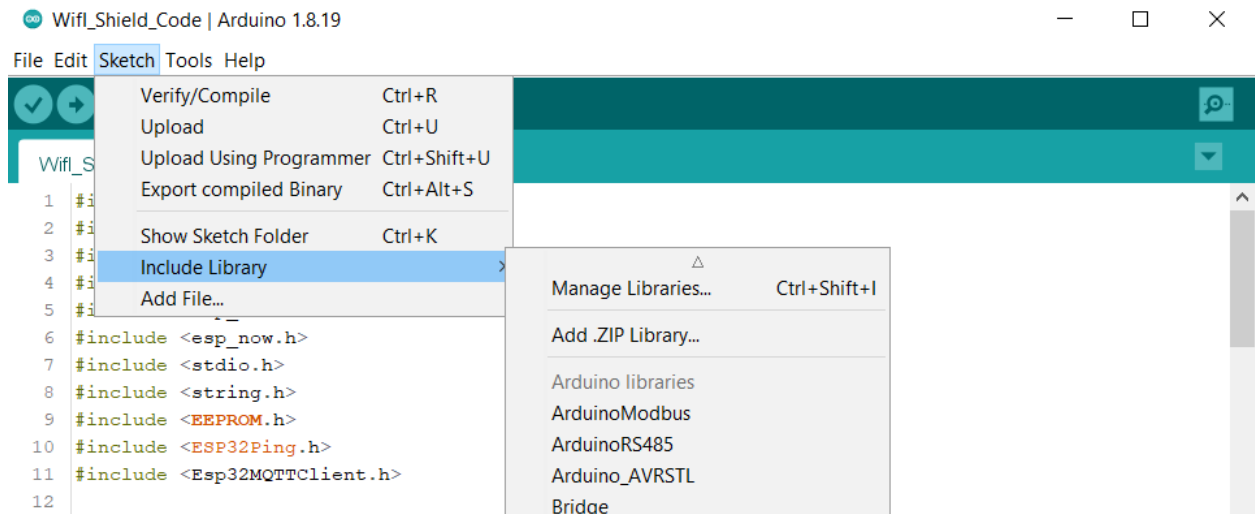 Wifl_Shield_Code | Arduino 1.8.19
File Edit Sketch Tools Help
Verify/Compile Ctrl+R
Upload Ctrl+U
Upload Using Programmer Ctrl+Shift+U
Export compiled Binary Ctrl+Alt+S
Show Sketch Folder Ctrl+K
Include Library
Add File...
Manage Libraries... Ctrl+Shift+I
Add .ZIP Library...
Arduino libraries
ArduinoModbus
ArduinoRS485
Arduino_AVRSTL
Bridge
Wifl_S
1 #i
2 #i
3 #i
4 #i
5 #i
6 #include <esp_now.h>
7 #include <stdio.h>
8 #include <string.h>
9 #include <EEPROM.h>
10 #include <ESP32Ping.h>
11 #include <Esp32MQTTClient.h>
12